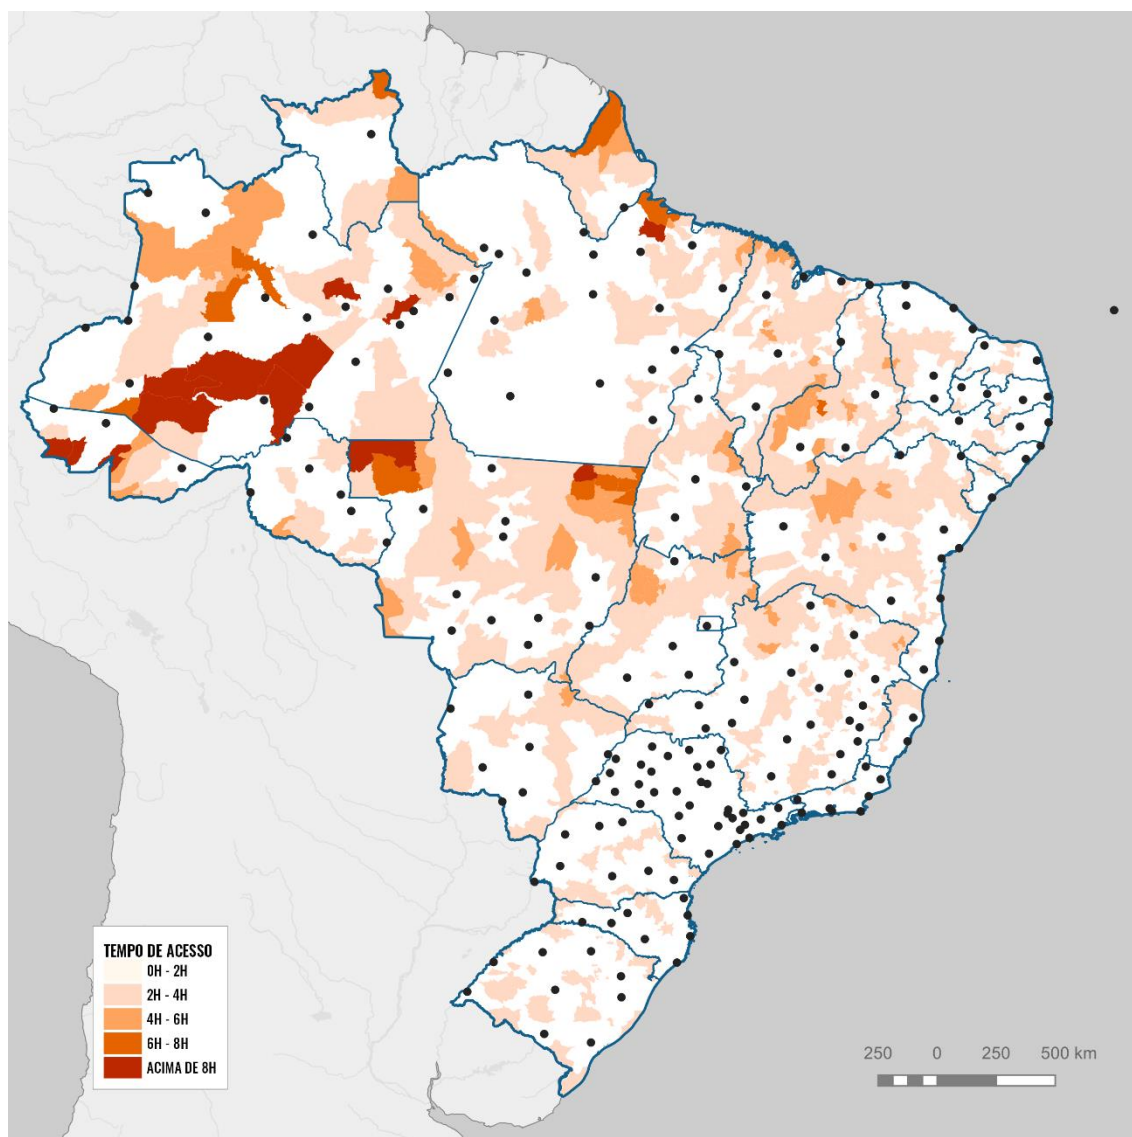 TEMPO DE ACESSO
0H - 2H
2H - 4H
4H - 6H
6H - 8H
ACIMA DE 8H
250 0 250 500 km